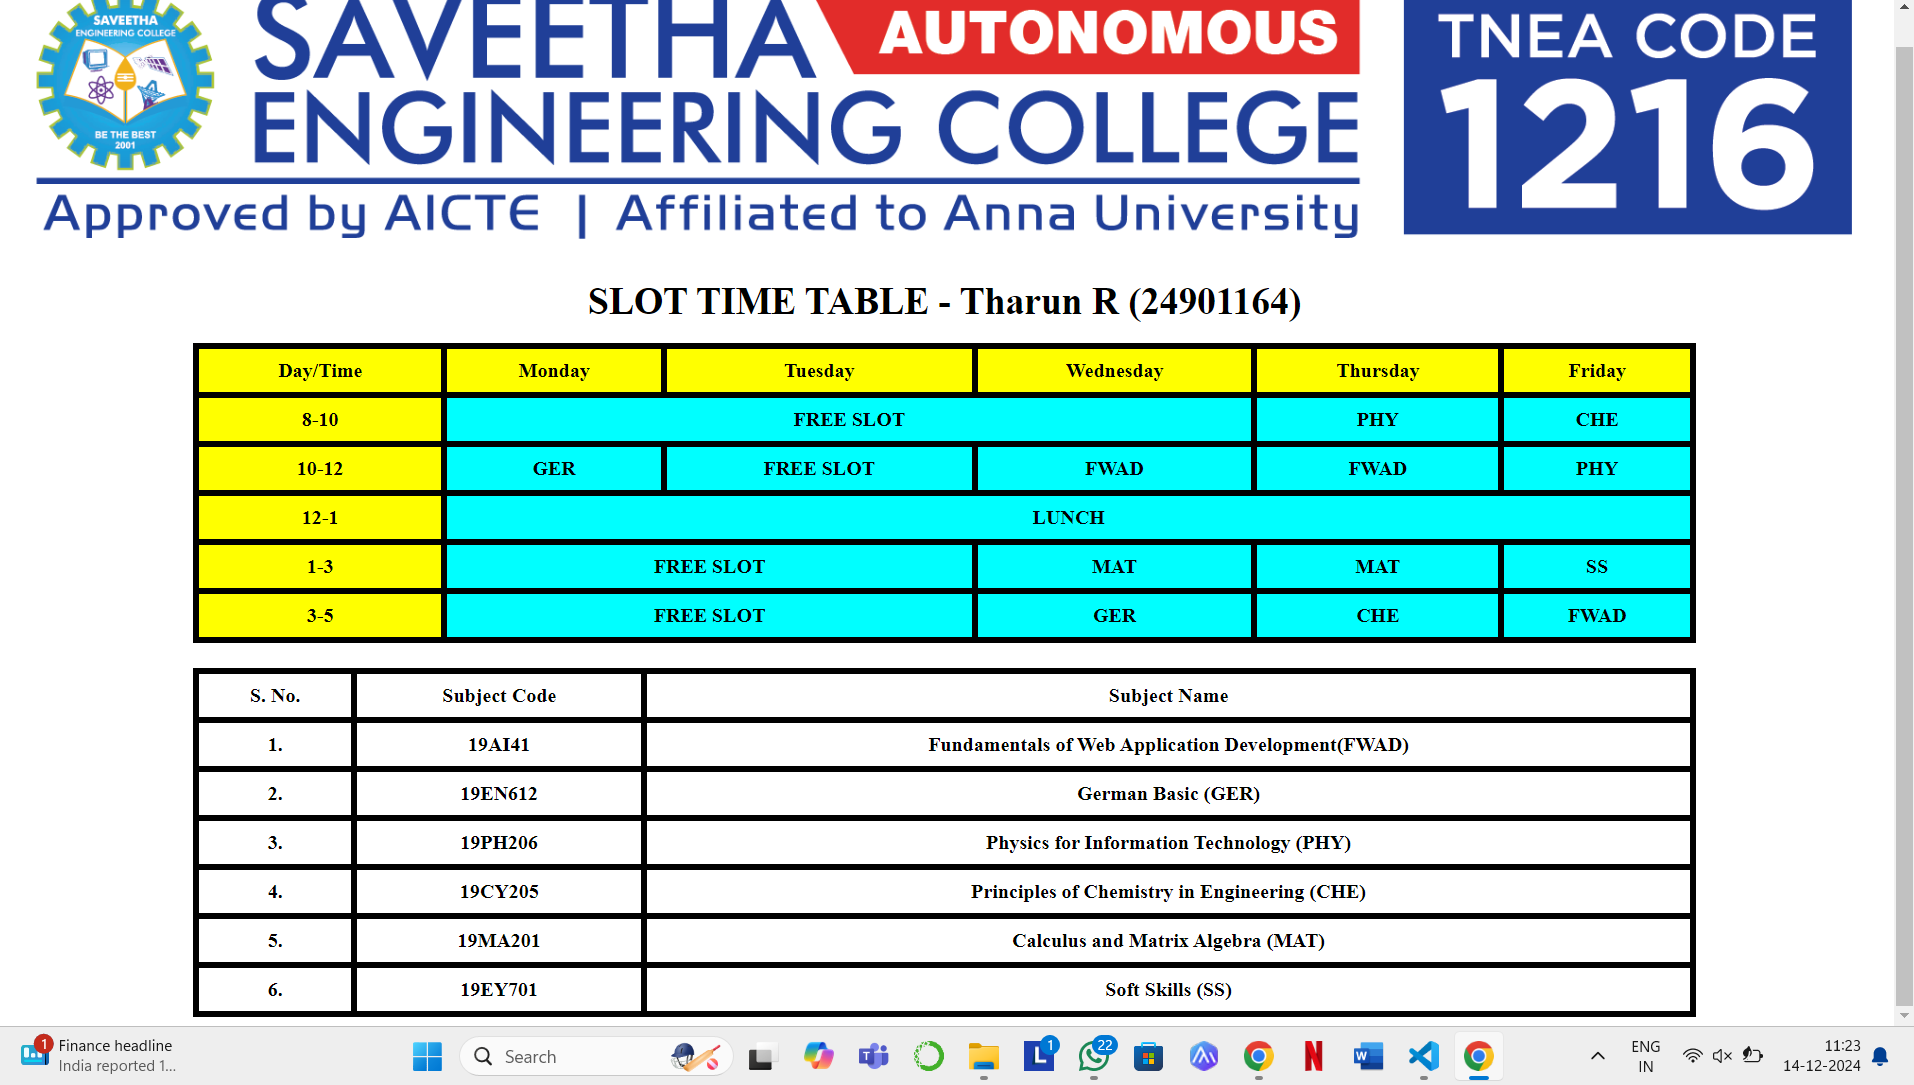 SAVEETHA
ENGINEERING COLLEGE
BE THE BEST
2001
SAVEETHA AUTONOMOUS
ENGINEERING COLLEGE
Approved by AICTE | Affiliated to Anna University
TNEA CODE
1216
SLOT TIME TABLE - Tharun R (24901164)
Day/Time Monday Tuesday Wednesday Thursday Friday
8-10 FREE SLOT PHY CHE
10-12 GER FREE SLOT FWAD FWAD PHY
12-1 LUNCH
1-3 FREE SLOT MAT MAT SS
3-5 FREE SLOT GER CHE FWAD
S. No. Subject Code Subject Name
1. 19AI41 Fundamentals of Web Application Development(FWAD)
2. 19EN612 German Basic (GER)
3. 19PH206 Physics for Information Technology (PHY)
4. 19CY205 Principles of Chemistry in Engineering (CHE)
5. 19MA201 Calculus and Matrix Algebra (MAT)
6. 19EY701 Soft Skills (SS)
1 Finance headline
India reported 1...
Search
L 1
22
N
W
ENG
IN
11:23
14-12-2024